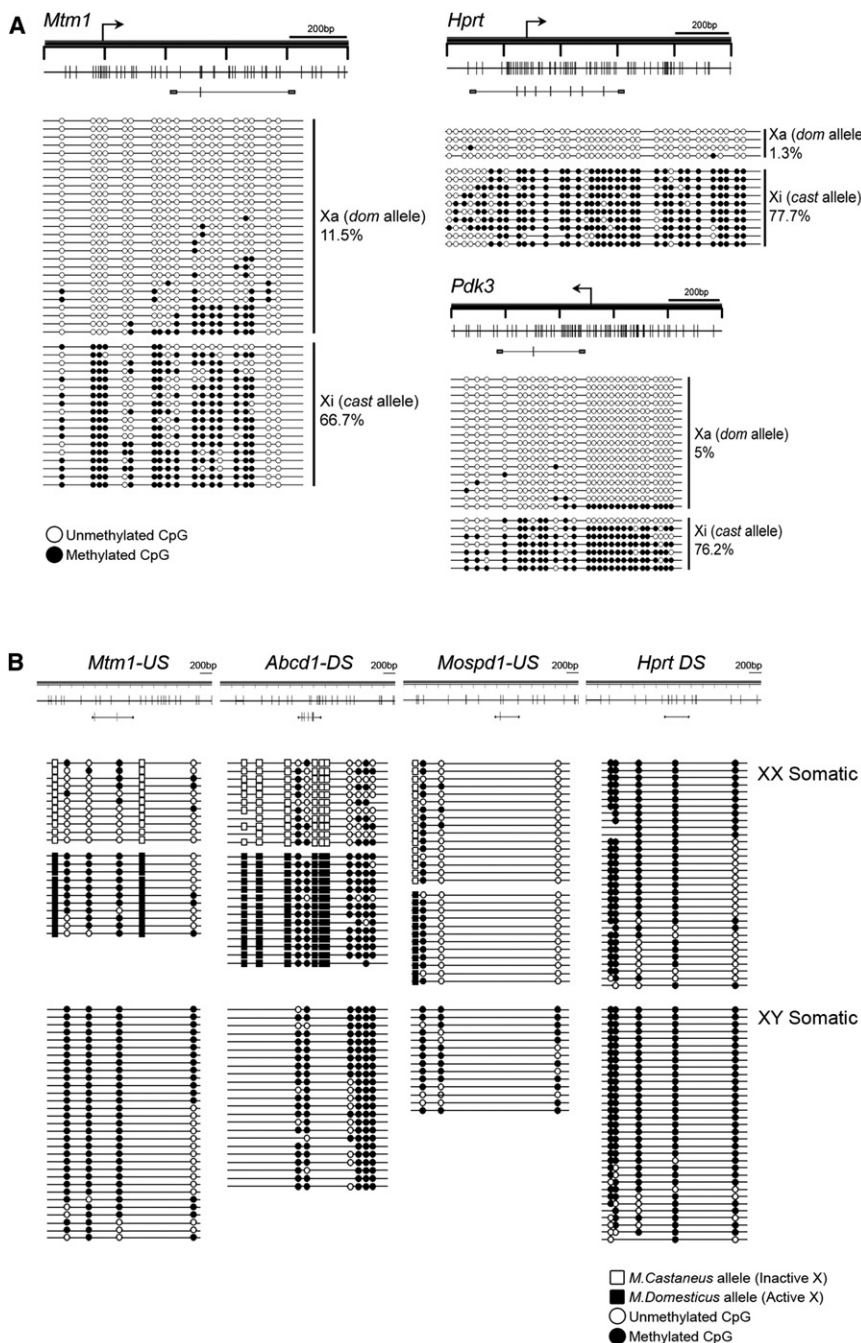 A
Mtm1
200bp
Xa (dom allele)
11.5%
Xi (cast allele)
66.7%
Unmethylated CpG
Methylated CpG
Hprt
200bp
Xa (dom allele)
1.3%
Xi (cast allele)
77.7%
Pdk3
200bp
Xa (dom allele)
5%
Xi (cast allele)
76.2%
B
Mtm1-US
200bp
Abcd1-DS
200bp
Mospd1-US
200bp
Hprt DS
200bp
XX Somatic
XY Somatic
M.Castaneus allele (Inactive X)
M.Domesticus allele (Active X)
Unmethylated CpG
Methylated CpG